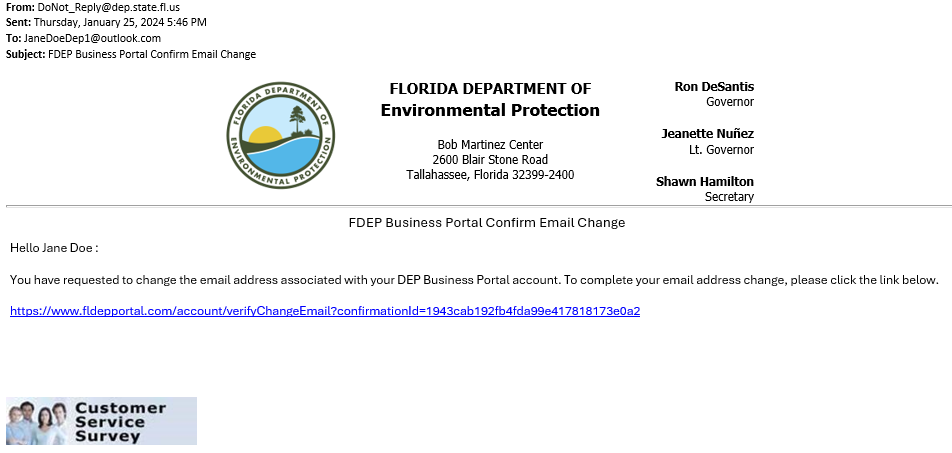 From: DoNot_Reply@dep.state.fl.us
Sent: Thursday, January 25, 2024 5:46 PM
To: JaneDoeDep1@outlook.com
Subject: FDEP Business Portal Confirm Email Change
FLORIDA DEPARTMENT OF
ENVIRONMENTAL PROTECTION
FLORIDA DEPARTMENT OF
Environmental Protection
Bob Martinez Center
2600 Blair Stone Road
Tallahassee, Florida 32399-2400
Ron DeSantis
Governor
Jeanette Nuñez
Lt. Governor
Shawn Hamilton
Secretary
FDEP Business Portal Confirm Email Change
Hello Jane Doe :
You have requested to change the email address associated with your DEP Business Portal account. To complete your email address change, please click the link below.
https://www.fldepportal.com/account/verifyChangeEmail?confirmationId=1943cab192fb4fda99e417818173e0a2
Customer
Service
Survey